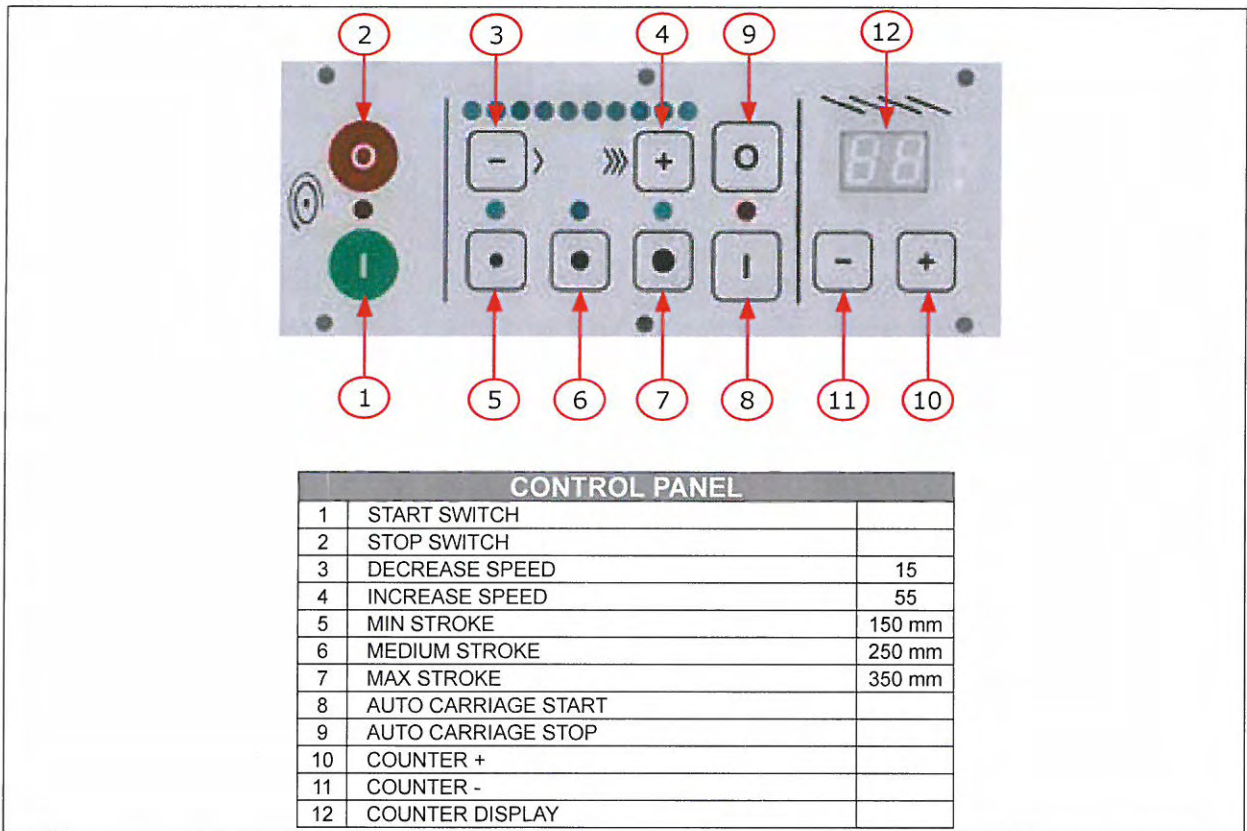 2 3 4 9 12
O
- + O
88
I
I - +
1 5 6 7 8 11 10
CONTROL PANEL
1 START SWITCH
2 STOP SWITCH
3 DECREASE SPEED 15
4 INCREASE SPEED 55
5 MIN STROKE 150 mm
6 MEDIUM STROKE 250 mm
7 MAX STROKE 350 mm
8 AUTO CARRIAGE START
9 AUTO CARRIAGE STOP
10 COUNTER +
11 COUNTER -
12 COUNTER DISPLAY